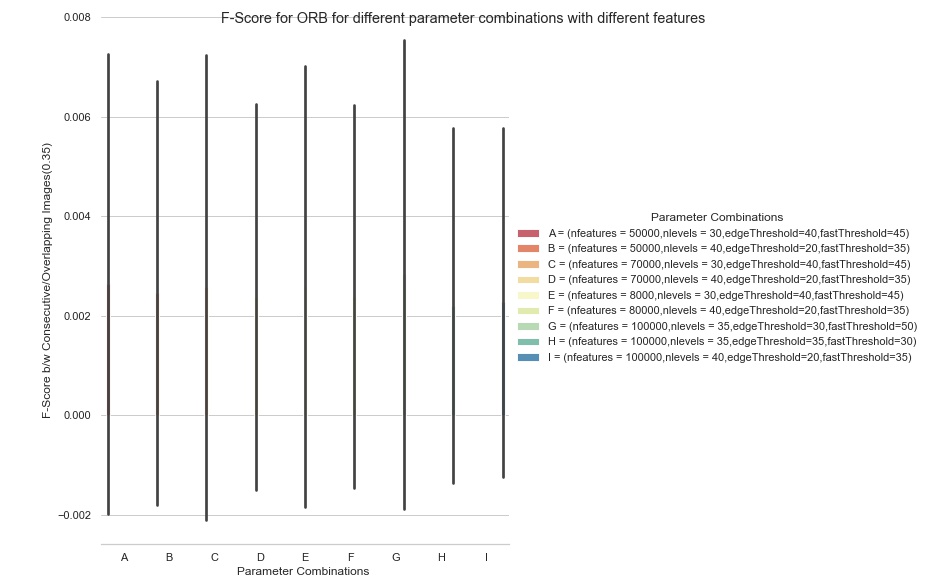 F-Score for ORB for different parameter combinations with different features
0.008
0.006
0.004
0.002
0.000
−0.002
F-Score b/w Consecutive/Overlapping Images(0.35)
A B C D E F G H I
Parameter Combinations
Parameter Combinations
A = (nfeatures = 50000,nlevels = 30,edgeThreshold=40,fastThreshold=45)
B = (nfeatures = 50000,nlevels = 40,edgeThreshold=20,fastThreshold=35)
C = (nfeatures = 70000,nlevels = 30,edgeThreshold=40,fastThreshold=45)
D = (nfeatures = 70000,nlevels = 40,edgeThreshold=20,fastThreshold=35)
E = (nfeatures = 8000,nlevels = 30,edgeThreshold=40,fastThreshold=45)
F = (nfeatures = 80000,nlevels = 40,edgeThreshold=20,fastThreshold=35)
G = (nfeatures = 100000,nlevels = 35,edgeThreshold=30,fastThreshold=50)
H = (nfeatures = 100000,nlevels = 35,edgeThreshold=35,fastThreshold=30)
I = (nfeatures = 100000,nlevels = 40,edgeThreshold=20,fastThreshold=35)